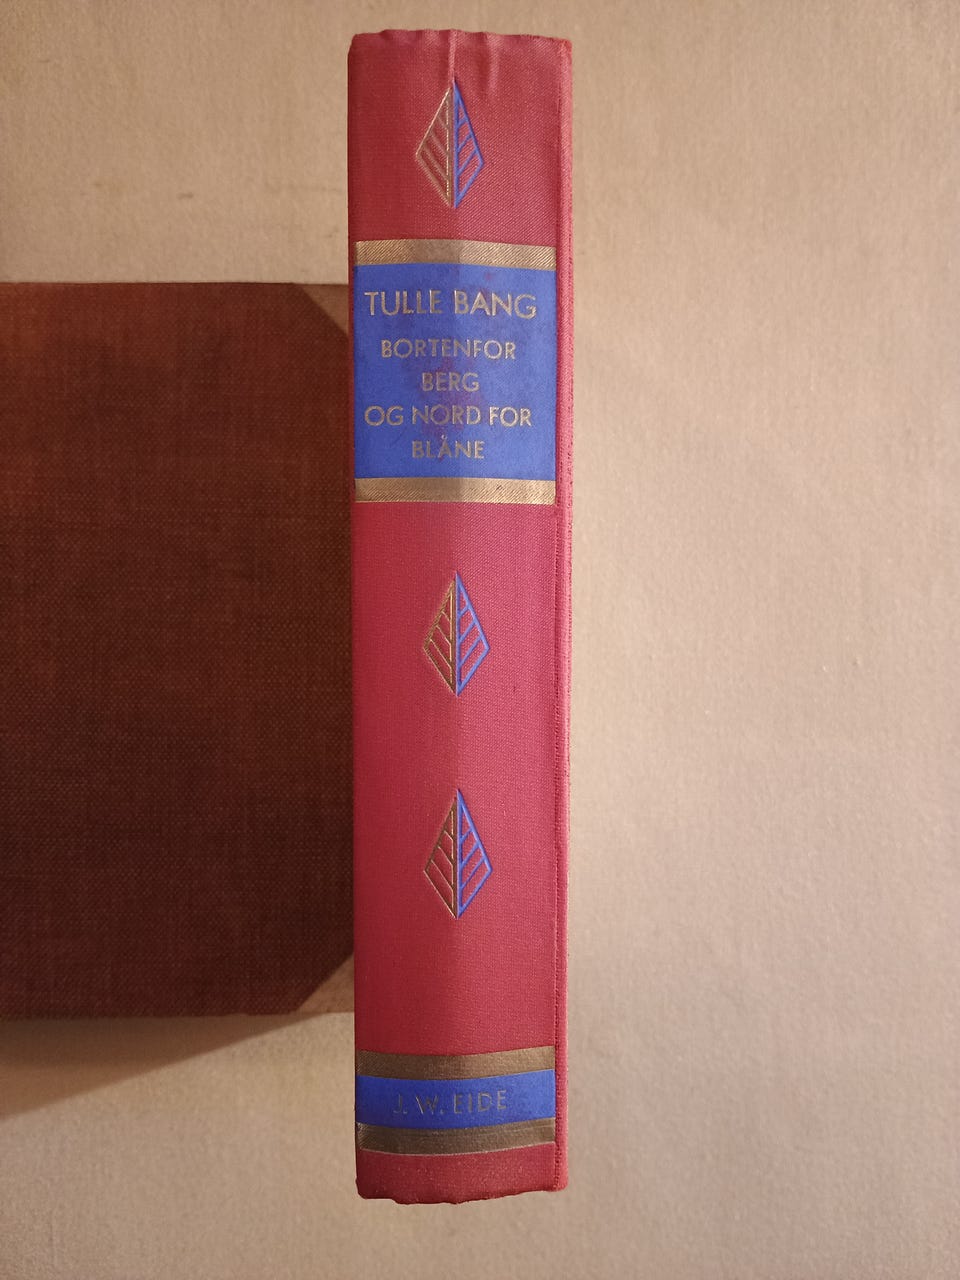 TULLE BANG
BORTENFOR
BERG
OG NORD FOR
BLÅNE
J. W. EIDE